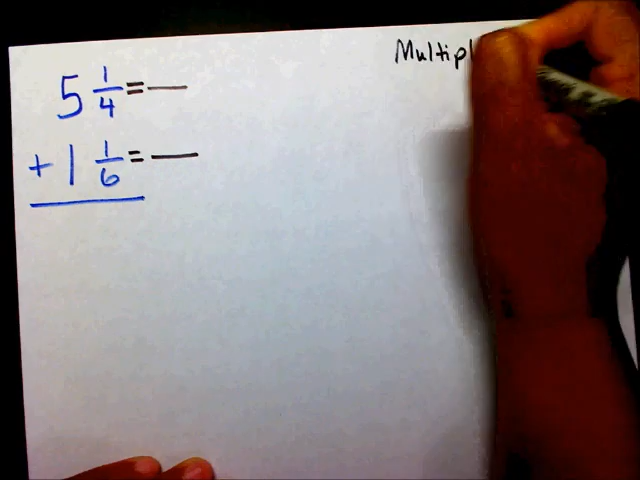 Multipl
5 1/4 = —
+ 1 1/6 = —